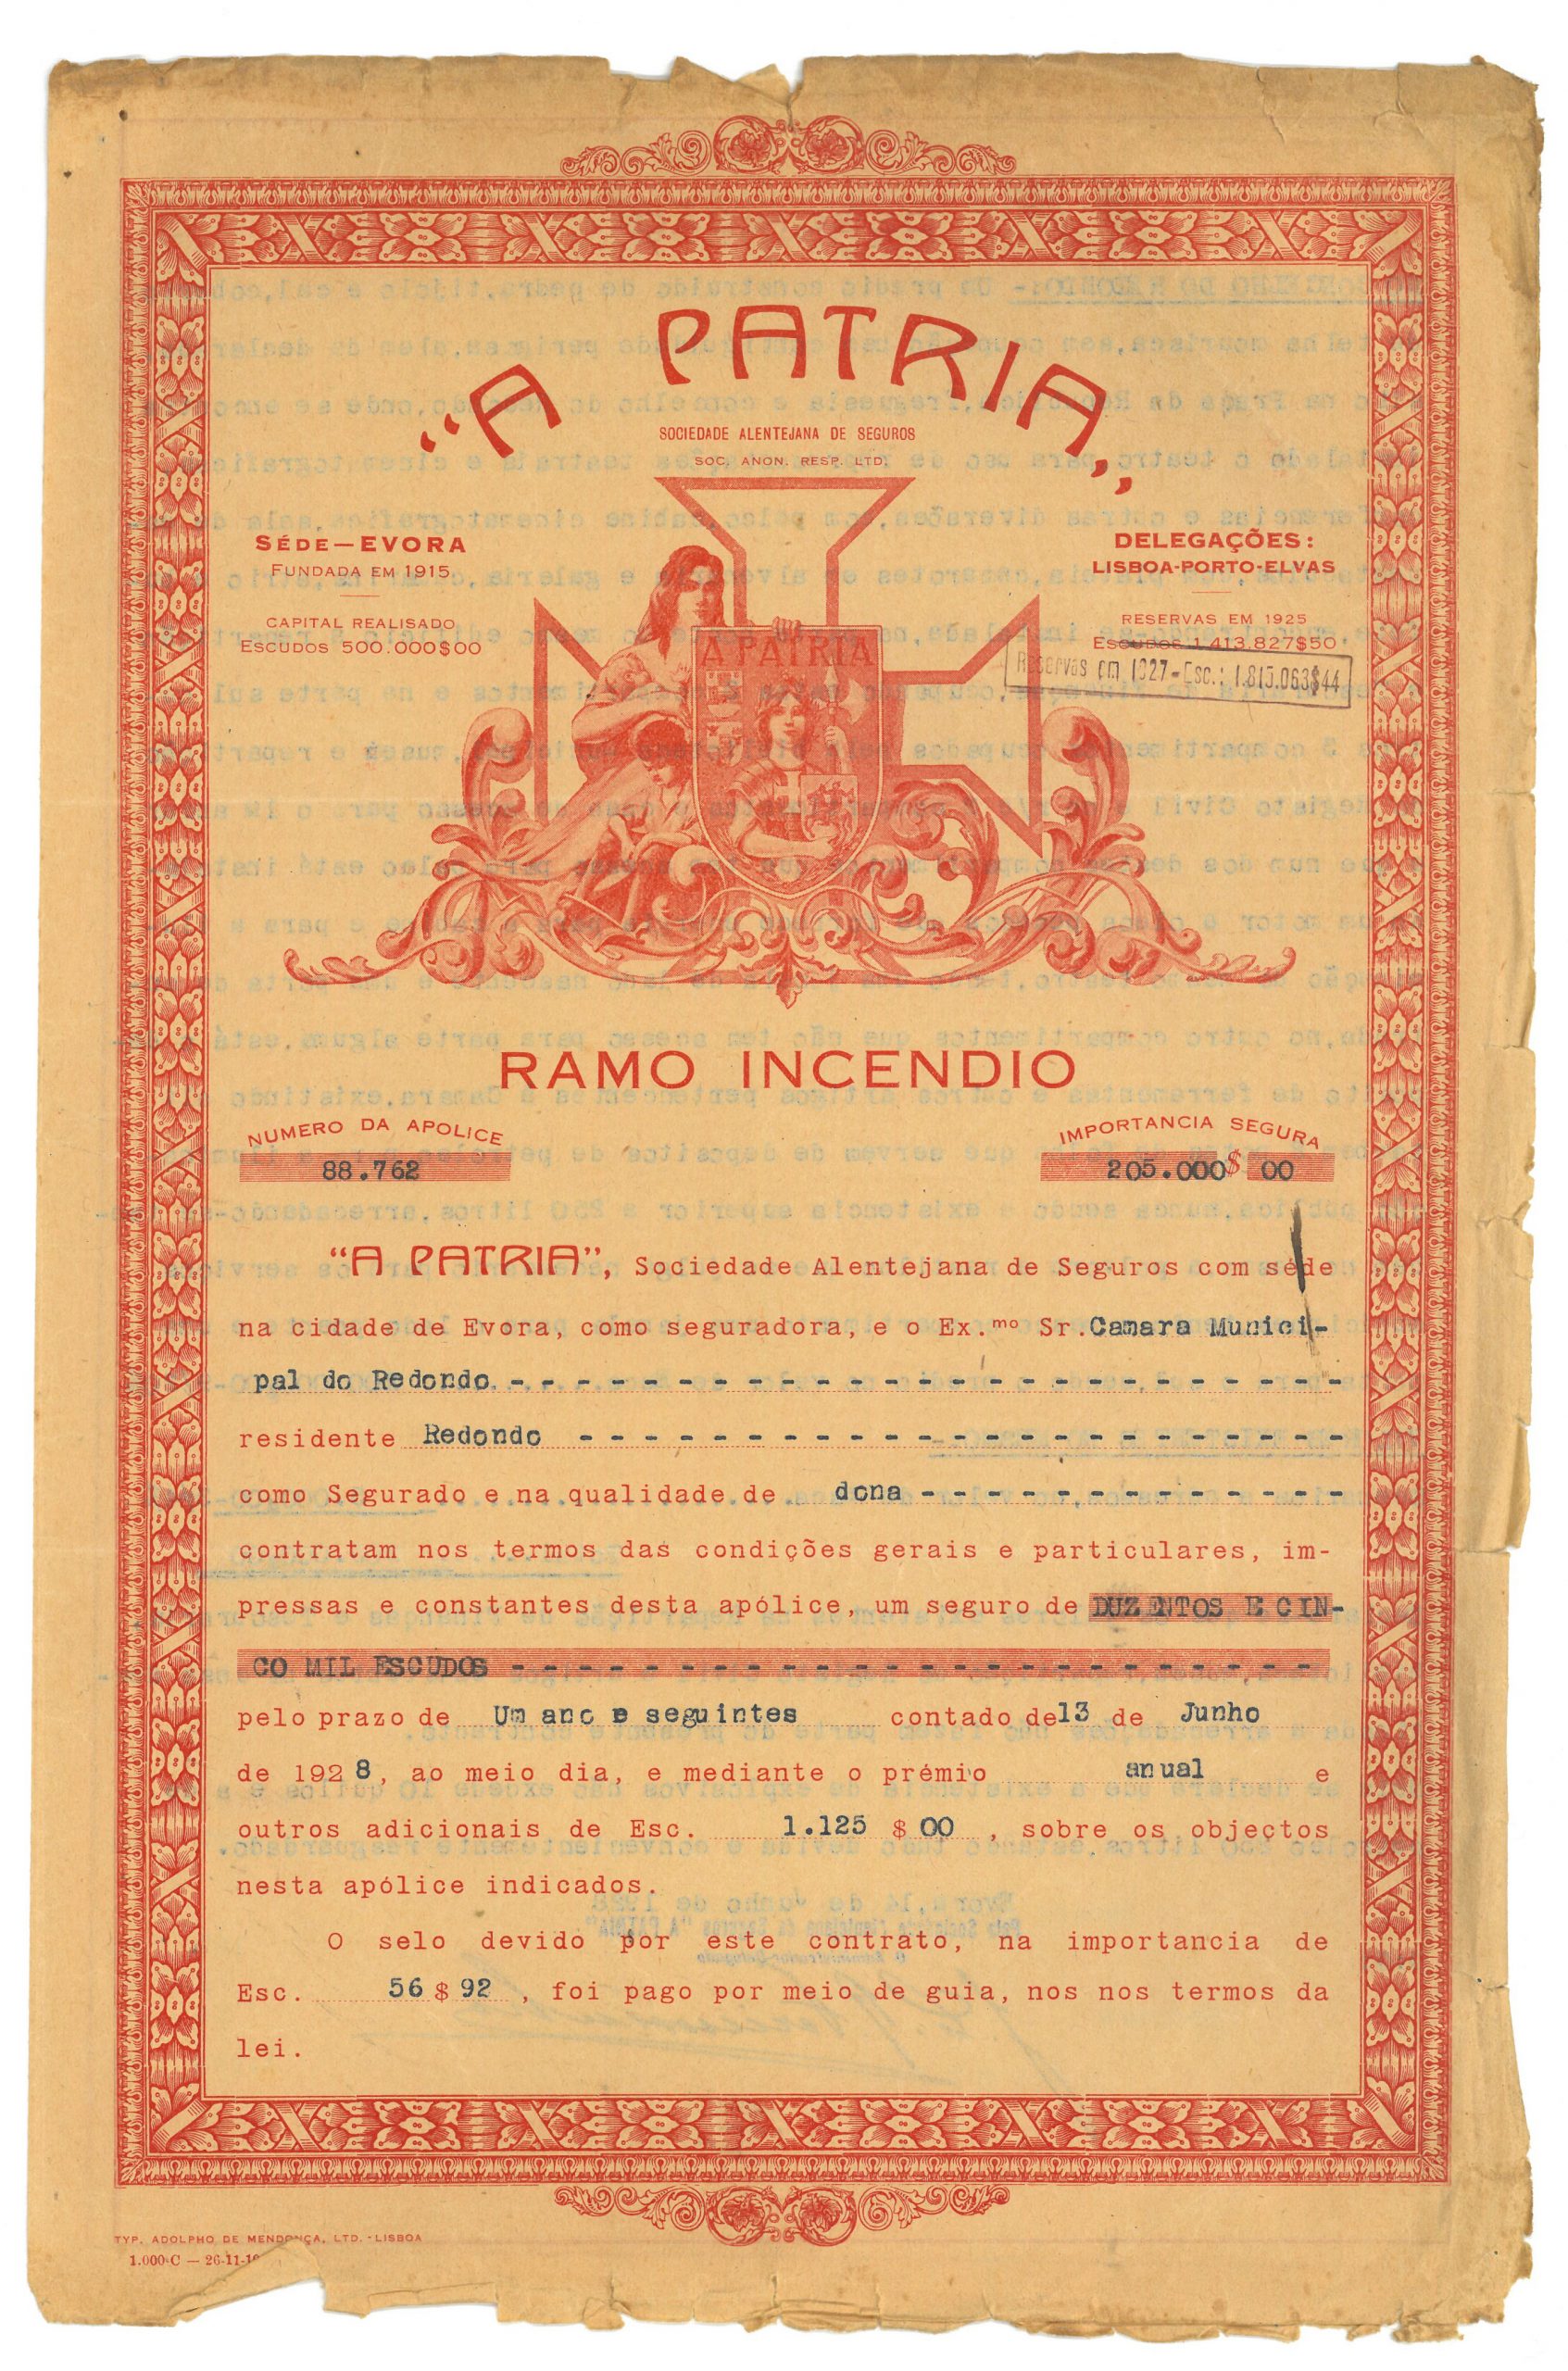 "A PATRIA"
SOCIEDADE ALENTEJANA DE SEGUROS
SOC. ANON. RESP. LTD.
SÉDE—EVORA
FUNDADA EM 1915
CAPITAL REALISADO
ESCUDOS 500.000$00
DELEGAÇÕES:
LISBOA-PORTO-ELVAS
RESERVAS EM 1925
ESCUDOS 1.413.827$50
Reservas em 1927-Esc.: 1.815.063$44
A PATRIA
RAMO INCENDIO
NUMERO DA APOLICE
88.762
IMPORTANCIA SEGURA
205.000$ 00
"A PATRIA", Sociedade Alentejana de Seguros com séde
na cidade de Evora, como seguradora, e o Ex.mo Sr. Camara Munici-
pal do Redondo - - - - - - - - - - - - - - - - - - - - - - - - - - - - -
residente Redondo - - - - - - - - - - - - - - - - - - - - - -
como Segurado e na qualidade de dona - - - - - - - - - - - - - - - -
contratam nos termos das condições gerais e particulares, im-
pressas e constantes desta apólice, um seguro de DUZENTOS E CIN-
CO MIL ESCUDOS - - - - - - - - - - - - - - - - - - - - - - - -
pelo prazo de Um ano e seguintes contado de 13 de Junho
de 1928, ao meio dia, e mediante o prémio anual e
outros adicionais de Esc. 1.125 $ 00 , sobre os objectos
nesta apólice indicados.
O selo devido por este contrato, na importancia de
Esc. 56 $ 92 , foi pago por meio de guia, nos nos termos da
lei.
TYP. ADOLPHO DE MENDONÇA, LTD. - LISBOA
1.000-C — 26-11-19